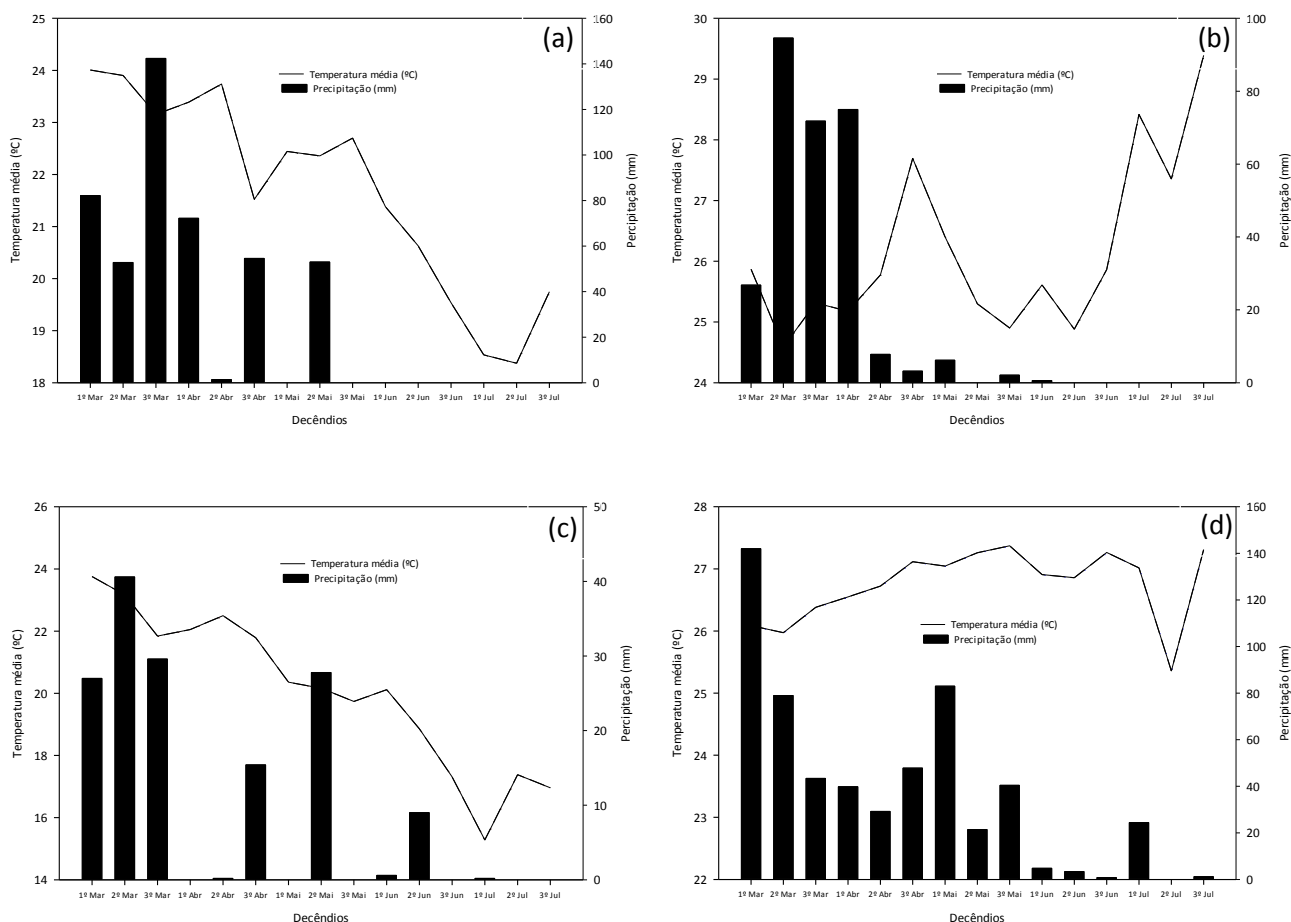 (a)
25
24
23
22
21
20
19
18
160
140
120
100
80
60
40
20
0
Temperatura média (ºC)
Percipitação (mm)
Temperatura média (ºC)
Precipitação (mm)
1º Mar 2º Mar 3º Mar 1º Abr 2º Abr 3º Abr 1º Mai 2º Mai 3º Mai 1º Jun 2º Jun 3º Jun 1º Jul 2º Jul 3º Jul
Decêndios
(b)
30
29
28
27
26
25
24
100
80
60
40
20
0
Temperatura média (ºC)
Percipitação (mm)
Temperatura média (ºC)
Precipitação (mm)
1º Mar 2º Mar 3º Mar 1º Abr 2º Abr 3º Abr 1º Mai 2º Mai 3º Mai 1º Jun 2º Jun 3º Jun 1º Jul 2º Jul 3º Jul
Decêndios
(c)
26
24
22
20
18
16
14
50
40
30
20
10
0
Temperatura média (ºC)
Percipitação (mm)
Temperatura média (ºC)
Precipitação (mm)
1º Mar 2º Mar 3º Mar 1º Abr 2º Abr 3º Abr 1º Mai 2º Mai 3º Mai 1º Jun 2º Jun 3º Jun 1º Jul 2º Jul 3º Jul
Decêndios
(d)
28
27
26
25
24
23
22
160
140
120
100
80
60
40
20
0
Temperatura média (ºC)
Percipitação (mm)
Temperatura média (ºC)
Precipitação (mm)
1º Mar 2º Mar 3º Mar 1º Abr 2º Abr 3º Abr 1º Mai 2º Mai 3º Mai 1º Jun 2º Jun 3º Jun 1º Jul 2º Jul 3º Jul
Decêndios